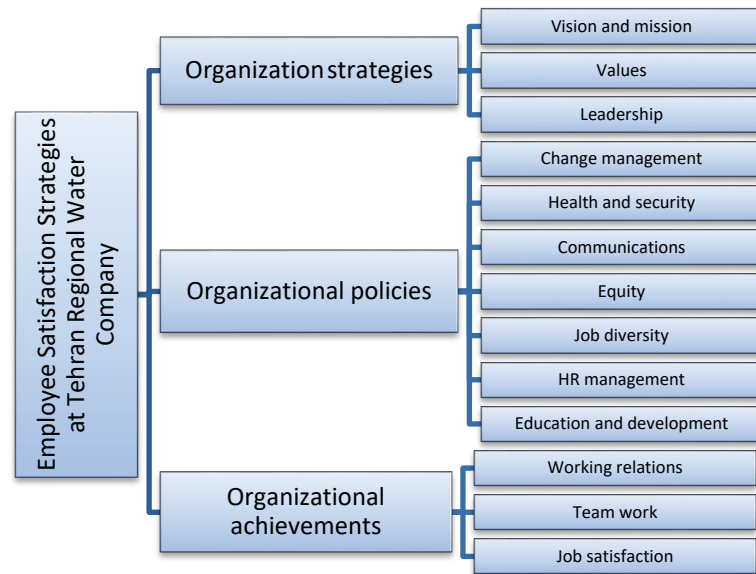 Employee Satisfaction Strategies
at Tehran Regional Water
Company
Organization strategies
Vision and mission
Values
Leadership
Organizational policies
Change management
Health and security
Communications
Equity
Job diversity
HR management
Education and development
Organizational
achievements
Working relations
Team work
Job satisfaction